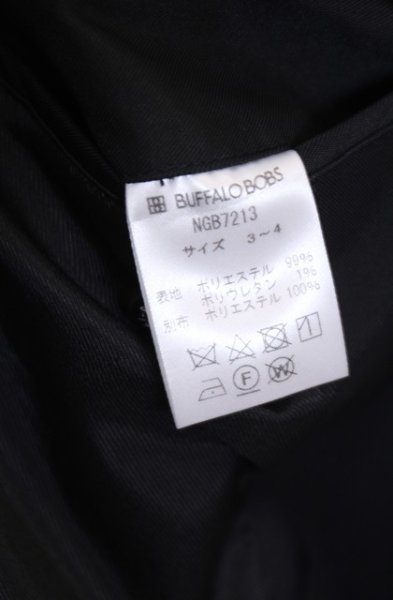 BUFFALO BOBS
NGB7213
サイズ 3～4
表地 ポリエステル 99%
ポリウレタン 1%
別布 ポリエステル 100%
F
W